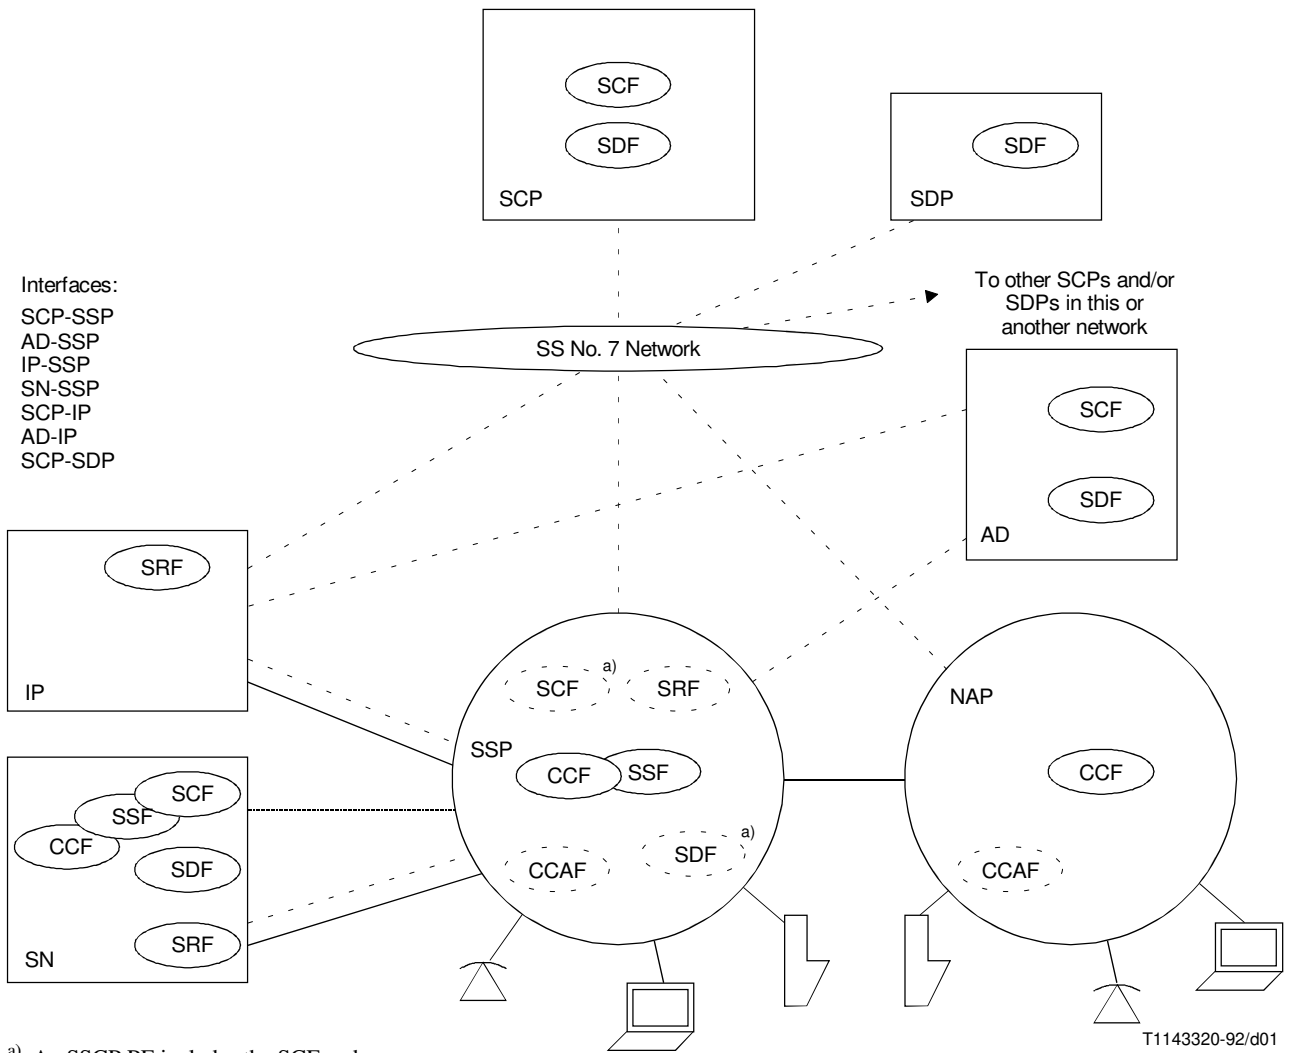 SCF
SDF
SCP
SDF
SDP
Interfaces:
SCP-SSP
AD-SSP
IP-SSP
SN-SSP
SCP-IP
AD-IP
SCP-SDP
To other SCPs and/or
SDPs in this or
another network
SS No. 7 Network
SCF
SDF
AD
SRF
IP
SCF a)
SRF
SSP
CCF
SSF
CCAF
SDF a)
NAP
CCF
CCAF
SCF
SSF
CCF
SDF
SRF
SN
T1143320-92/d01
a)